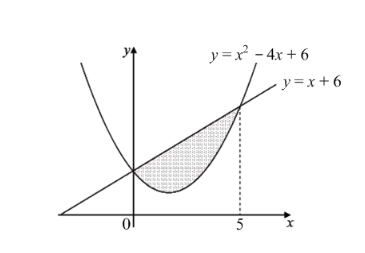 y
y = x² – 4x + 6
y = x + 6
0
5
x